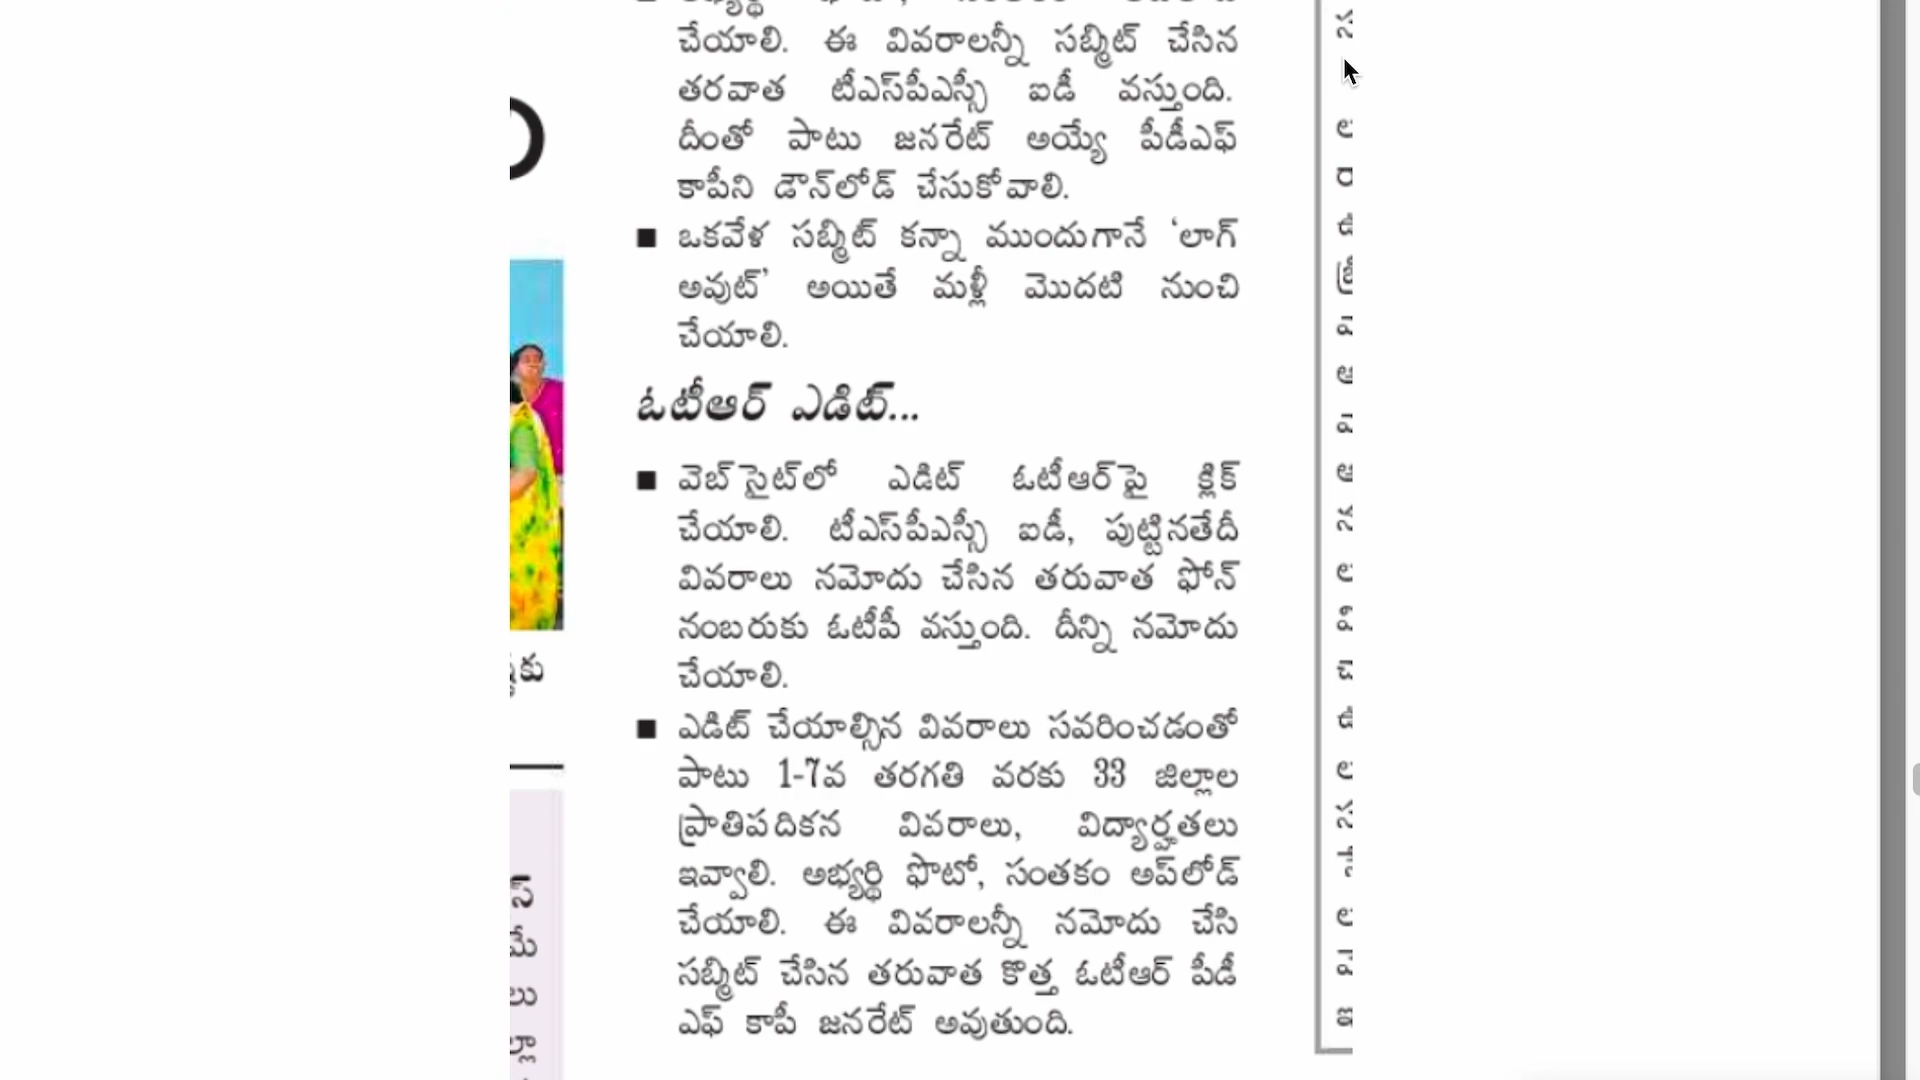 చేయాలి. ఈ వివరాలన్నీ సబ్మిట్ చేసిన
తరవాత టీఎస్‌పీఎస్సీ ఐడీ వస్తుంది.
దీంతో పాటు జనరేట్ అయ్యే పీడీఎఫ్
కాపీని డౌన్‌లోడ్ చేసుకోవాలి.
■ ఒకవేళ సబ్మిట్ కన్నా ముందుగానే ‘లాగ్
అవుట్’ అయితే మళ్లీ మొదటి నుంచి
చేయాలి.
ఓటీఆర్ ఎడిట్...
■ వెబ్‌సైట్‌లో ఎడిట్ ఓటీఆర్‌పై క్లిక్
చేయాలి. టీఎస్‌పీఎస్సీ ఐడీ, పుట్టినతేదీ
వివరాలు నమోదు చేసిన తరువాత ఫోన్
నంబరుకు ఓటీపీ వస్తుంది. దీన్ని నమోదు
చేయాలి.
■ ఎడిట్ చేయాల్సిన వివరాలు సవరించడంతో
పాటు 1-7వ తరగతి వరకు 33 జిల్లాల
ప్రాతిపదికన వివరాలు, విద్యార్హతలు
ఇవ్వాలి. అభ్యర్థి ఫొటో, సంతకం అప్‌లోడ్
చేయాలి. ఈ వివరాలన్నీ నమోదు చేసి
సబ్మిట్ చేసిన తరువాత కొత్త ఓటీఆర్ పీడీ
ఎఫ్ కాపీ జనరేట్ అవుతుంది.